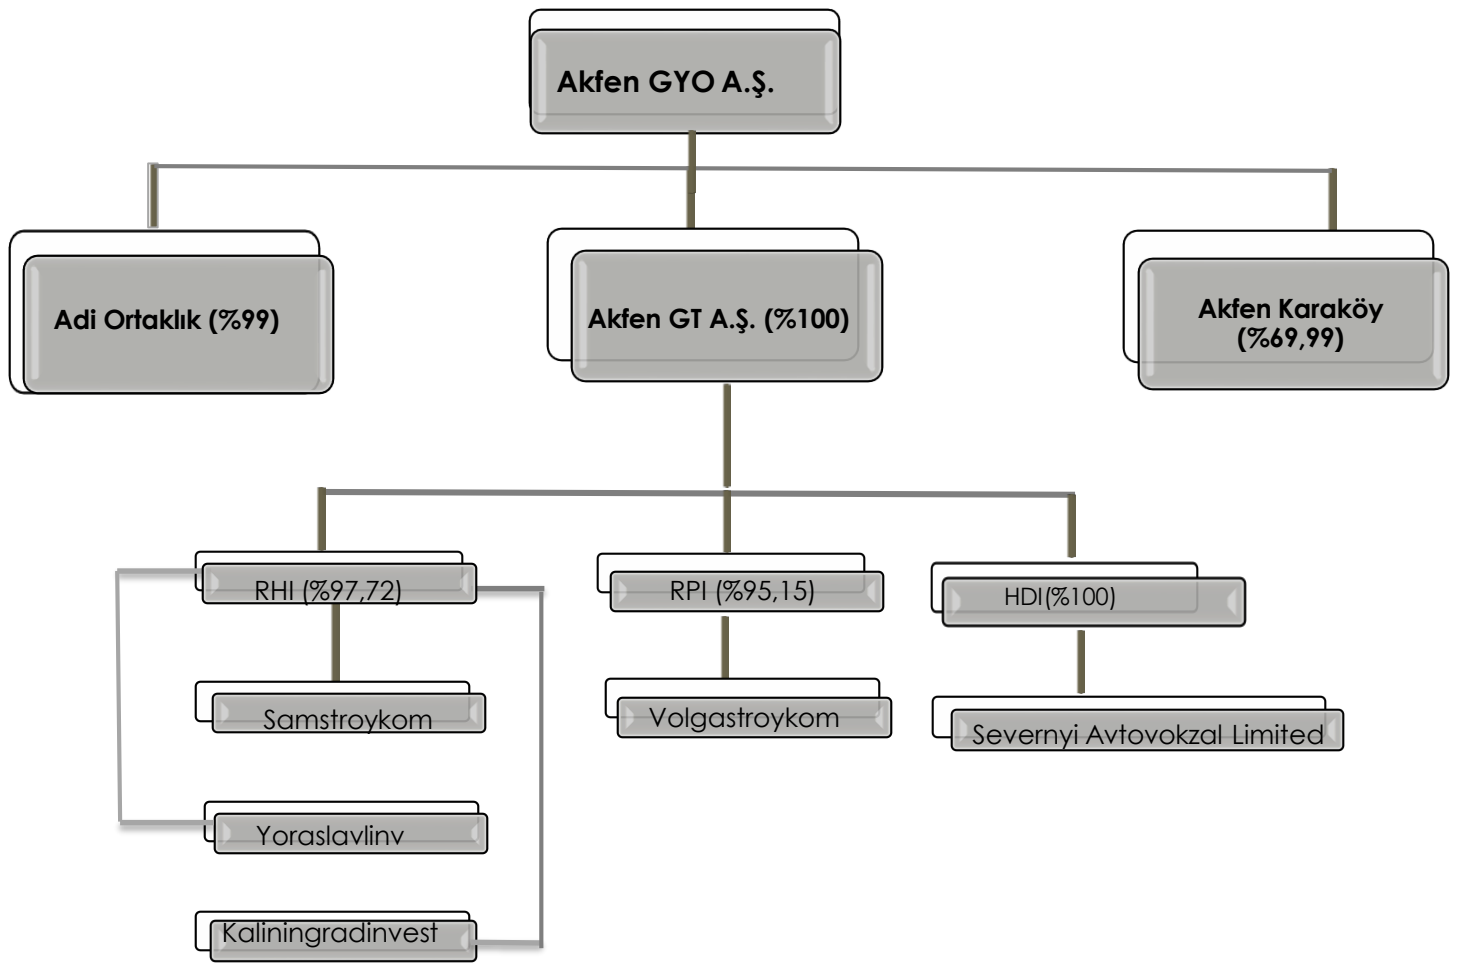 Akfen GYO A.Ş.
Adi Ortaklık (%99)
Akfen GT A.Ş. (%100)
Akfen Karaköy
(%69,99)
RHI (%97,72)
RPI (%95,15)
HDI(%100)
Samstroykom
Volgastroykom
Severnyi Avtovokzal Limited
Yoraslavlinv
Kaliningradinvest